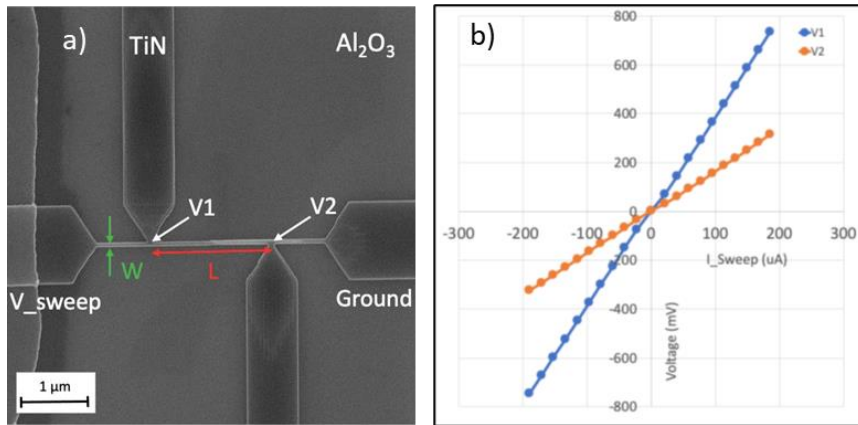 a)
TiN
Al₂O₃
V1
V2
W
L
V_sweep
Ground
1 µm
b)
V1
V2
800
600
400
200
0
-200
-400
-600
-800
-300
-200
-100
0
100
200
300
I_Sweep (uA)
Voltage (mV)